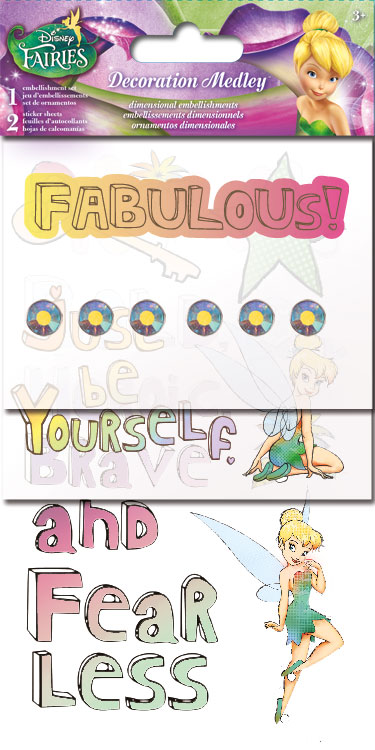 Disney
FAIRIES
3+
Decoration Medley™
1 embellishment set
jeu d'embellissements
set de ornamentos
2 sticker sheets
feuilles d'autocollants
hojas de calcomanías
dimensional embellishments
embellissements dimensionnels
ornamentos dimensionales
FABULOUS!
Just
be
Yourself.
BRAVE
and
Fear
Less